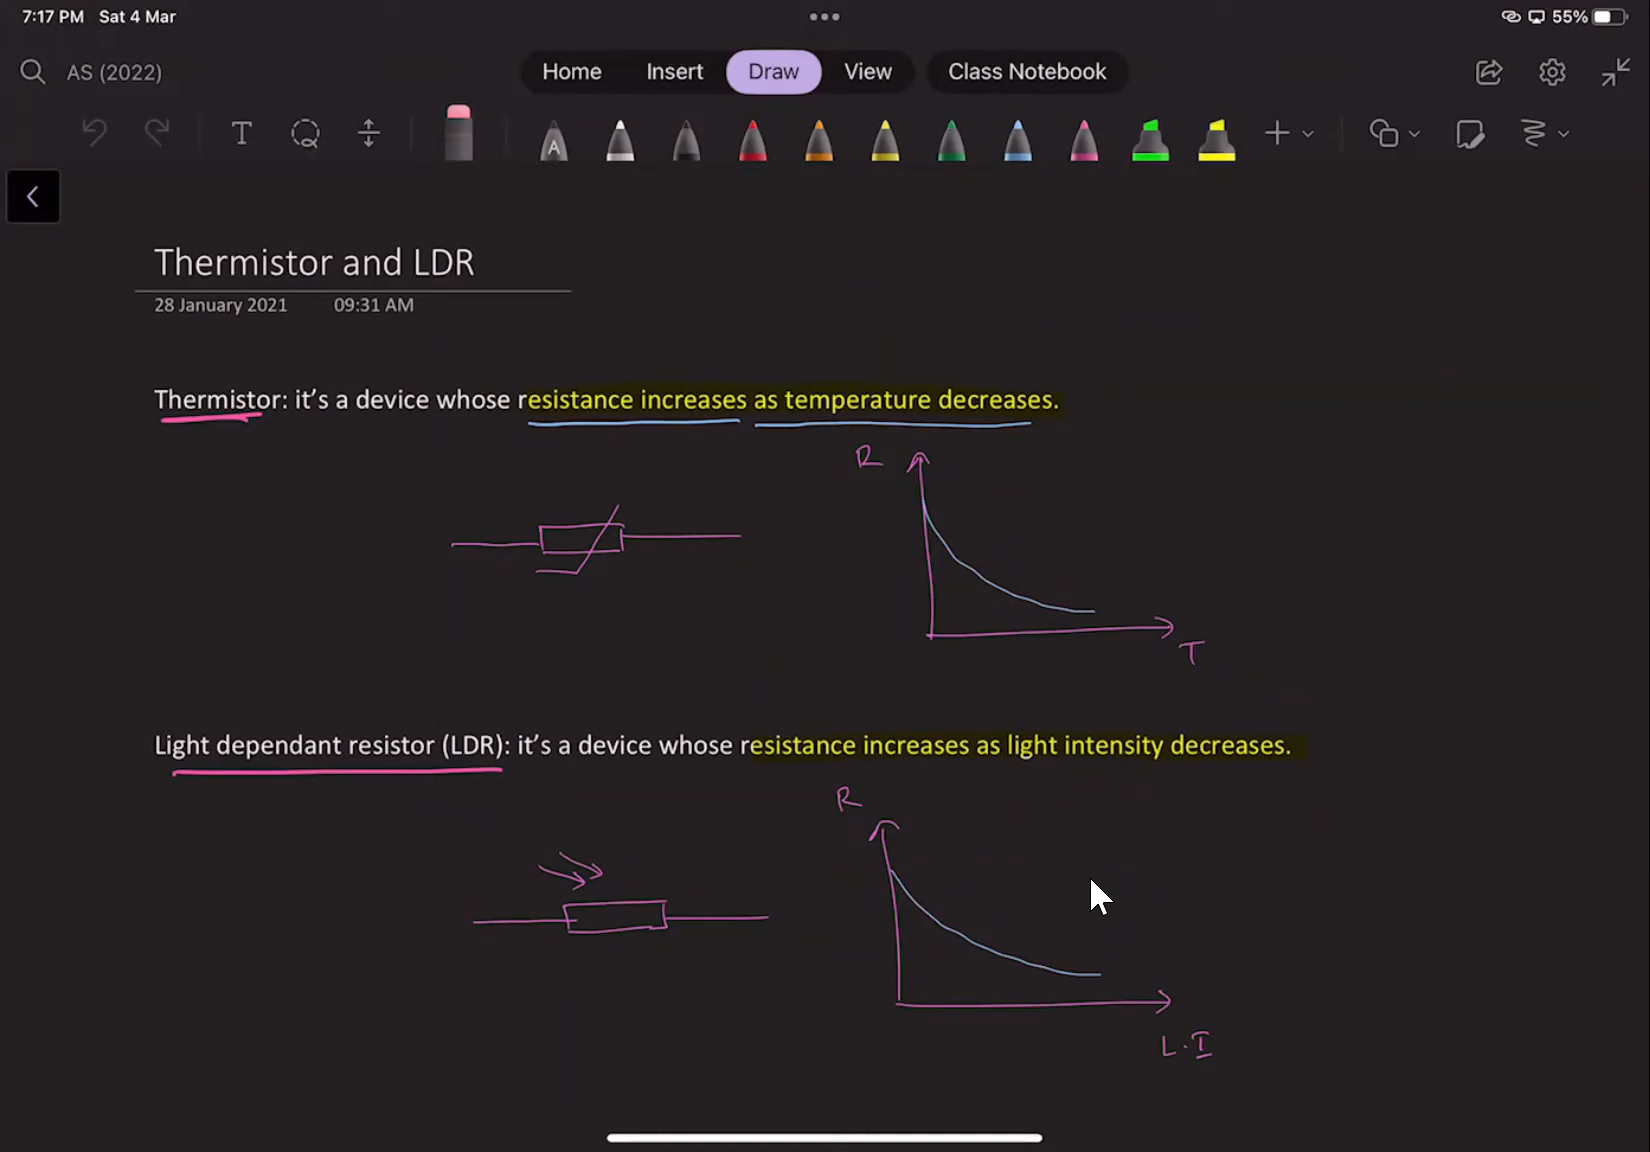 7:17 PM Sat 4 Mar
55%
AS (2022)
Home Insert Draw View Class Notebook
T
A
Thermistor and LDR
28 January 2021 09:31 AM
Thermistor: it’s a device whose resistance increases as temperature decreases.
R
T
Light dependant resistor (LDR): it’s a device whose resistance increases as light intensity decreases.
R
L.I